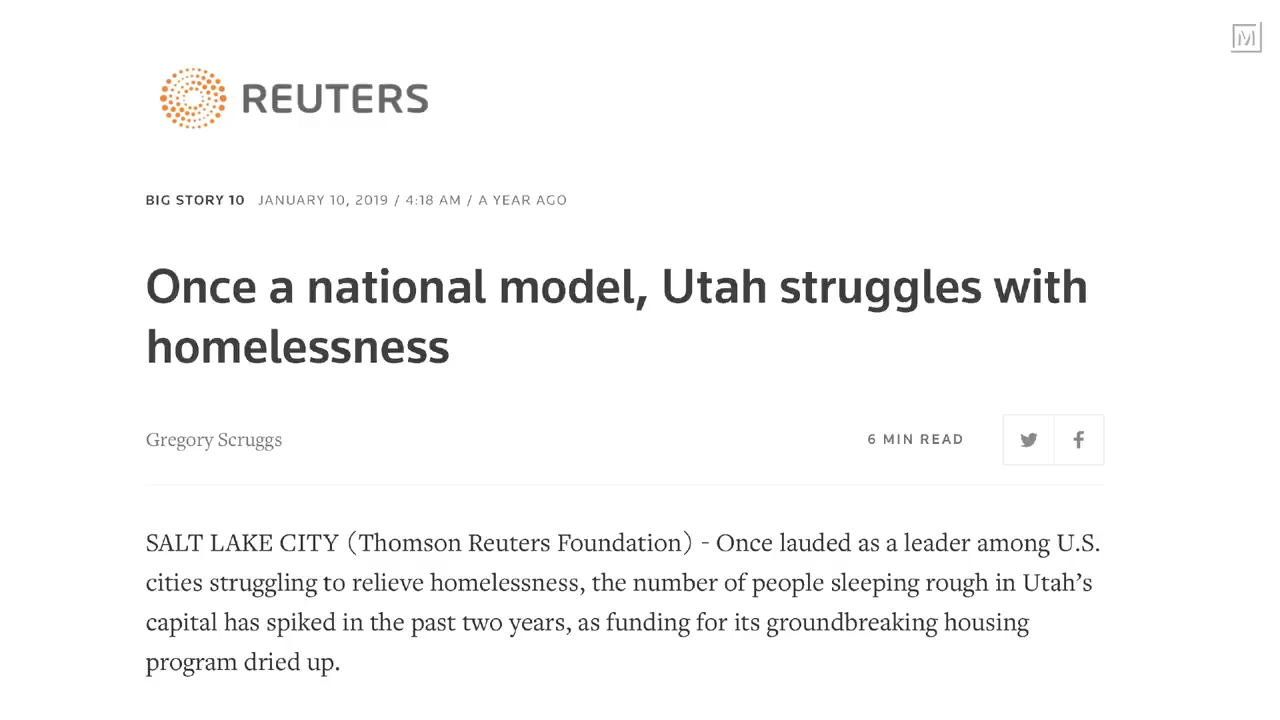 M
REUTERS
BIG STORY 10 JANUARY 10, 2019 / 4:18 AM / A YEAR AGO
Once a national model, Utah struggles with
homelessness
Gregory Scruggs
6 MIN READ
SALT LAKE CITY (Thomson Reuters Foundation) - Once lauded as a leader among U.S.
cities struggling to relieve homelessness, the number of people sleeping rough in Utah’s
capital has spiked in the past two years, as funding for its groundbreaking housing
program dried up.